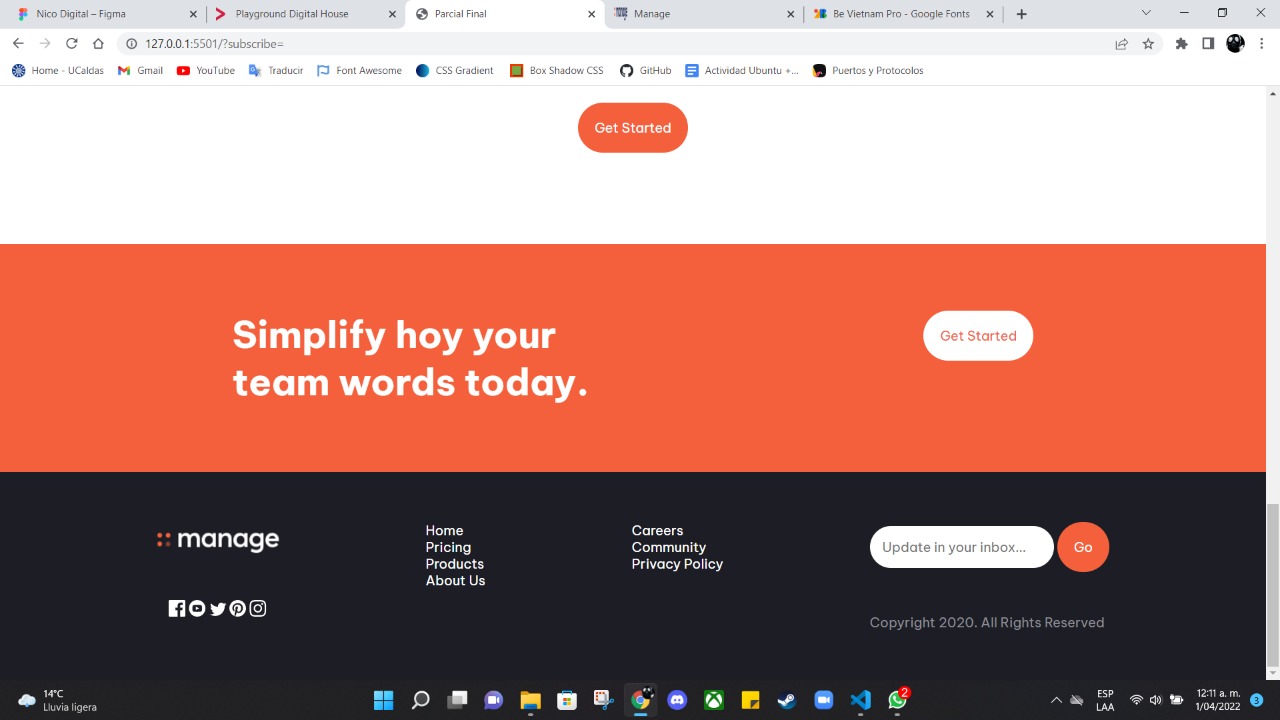 Nico Digital - Figma
Playground Digital House
Parcial Final
Manage
Be Vietnam Pro - Google Fonts
127.0.0.1:5501/?subscribe=
Home - UCaldas
Gmail
YouTube
Traducir
Font Awesome
CSS Gradient
Box Shadow CSS
GitHub
Actividad Ubuntu +...
Puertos y Protocolos
Get Started
Simplify hoy your
team words today.
Get Started
manage
Home
Pricing
Products
About Us
Careers
Community
Privacy Policy
Update in your inbox...
Go
Copyright 2020. All Rights Reserved
14°C
Lluvia ligera
2
ESP
LAA
12:11 a. m.
1/04/2022
3